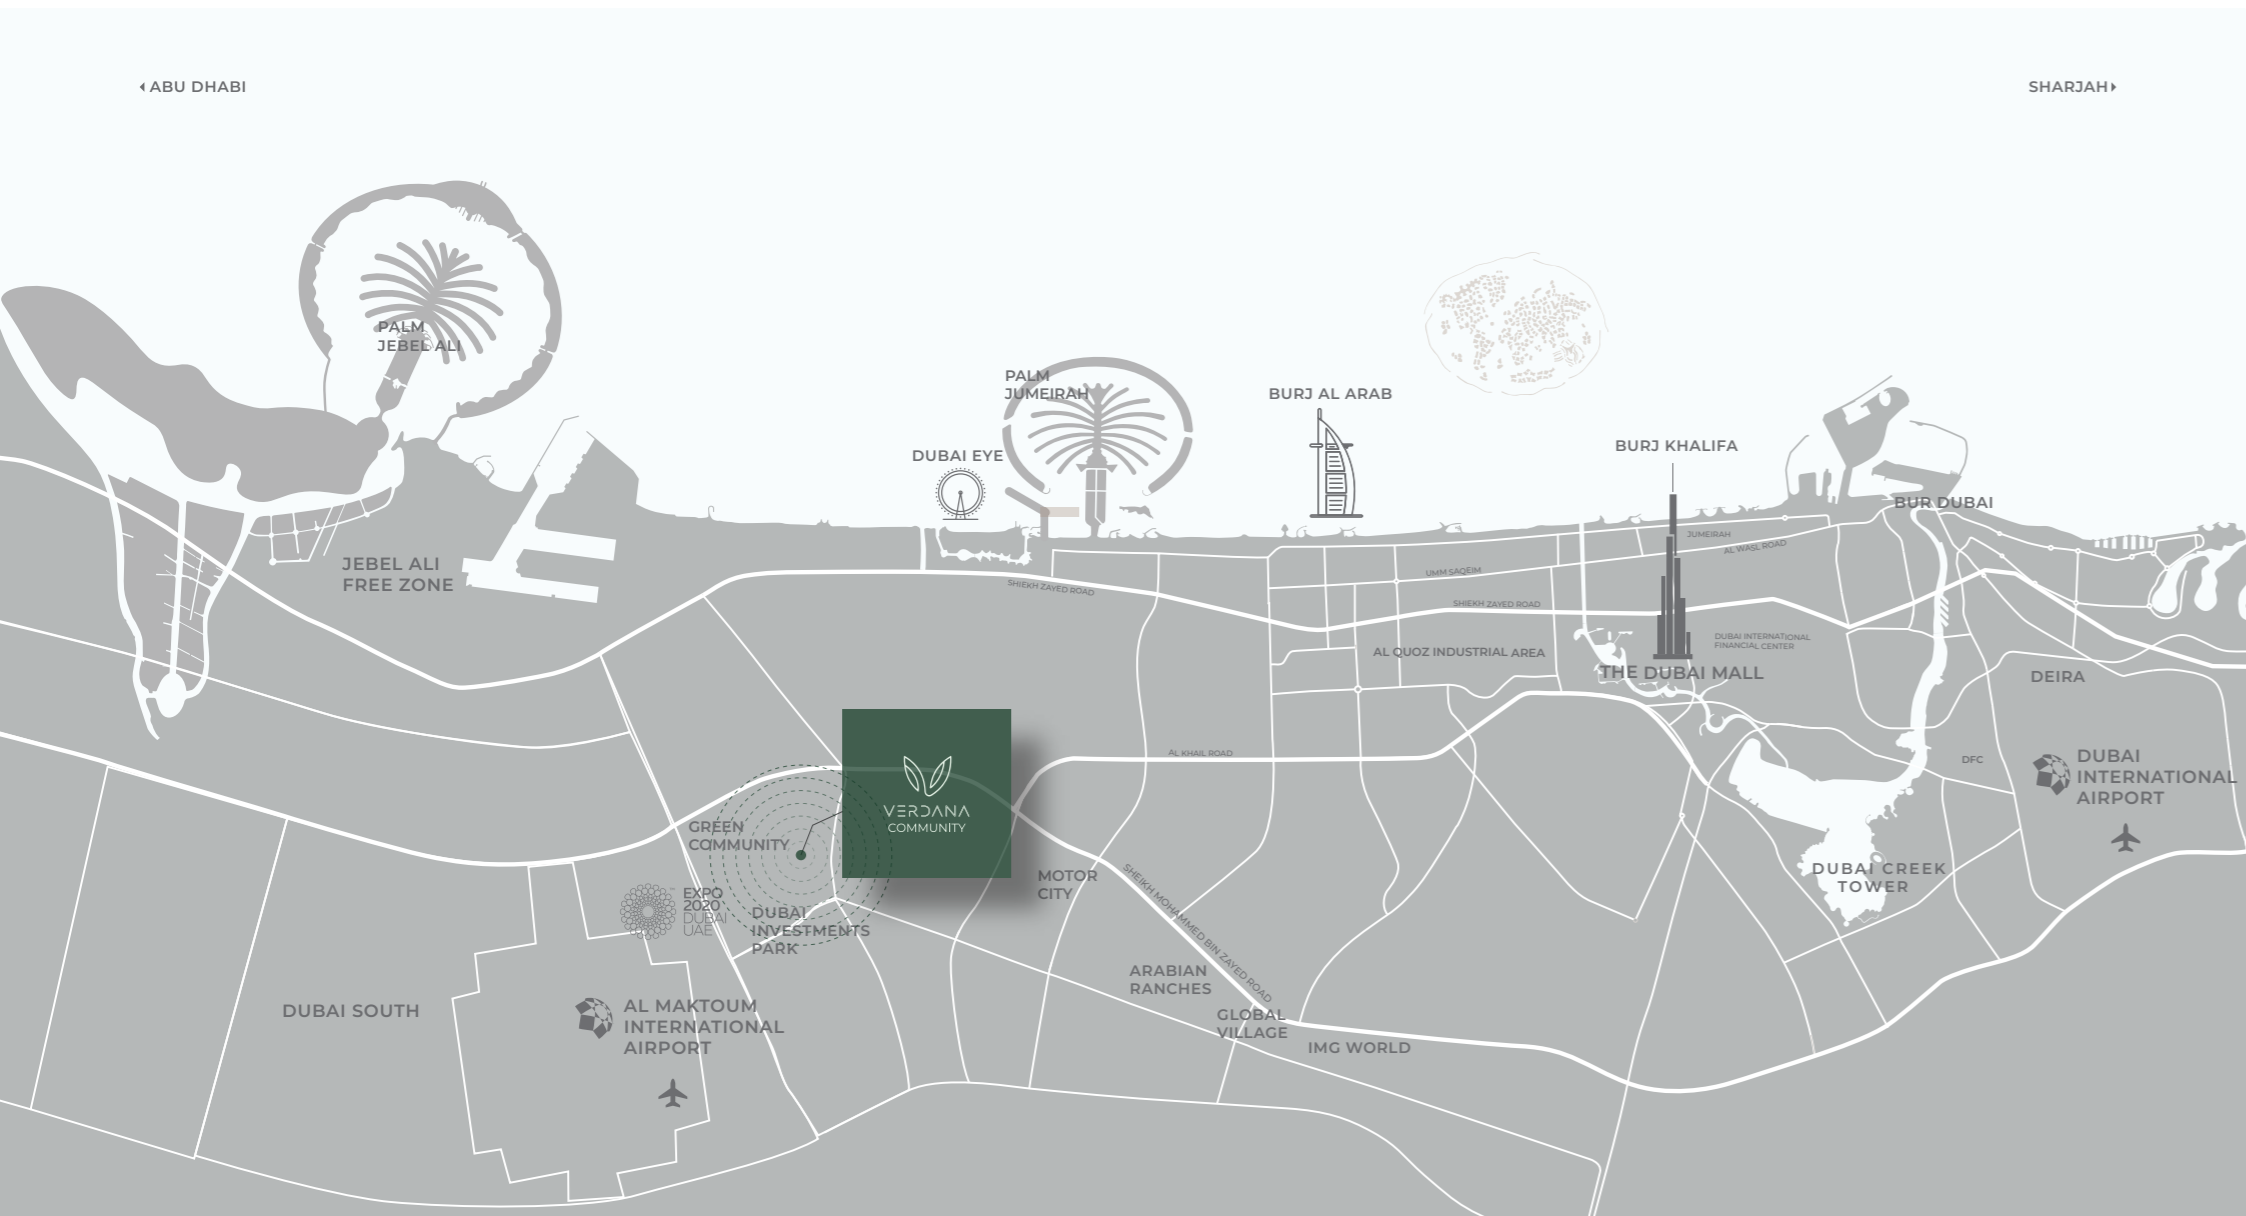 ABU DHABI
SHARJAH
PALM
JEBEL ALI
PALM
JUMEIRAH
BURJ AL ARAB
DUBAI EYE
BURJ KHALIFA
BUR DUBAI
JUMEIRAH
AL WASL ROAD
JEBEL ALI
FREE ZONE
UMM SAQEIM
SHIEKH ZAYED ROAD
SHIEKH ZAYED ROAD
DUBAI INTERNATIONAL
FINANCIAL CENTER
AL QUOZ INDUSTRIAL AREA
THE DUBAI MALL
DEIRA
AL KHAIL ROAD
DFC
DUBAI
INTERNATIONAL
AIRPORT
VERDANA
COMMUNITY
GREEN
COMMUNITY
MOTOR
CITY
SHEIKH MOHAMMED BIN ZAYED ROAD
DUBAI CREEK
TOWER
EXPO
2020
DUBAI
UAE
DUBAI
INVESTMENTS
PARK
ARABIAN
RANCHES
DUBAI SOUTH
AL MAKTOUM
INTERNATIONAL
AIRPORT
GLOBAL
VILLAGE
IMG WORLD